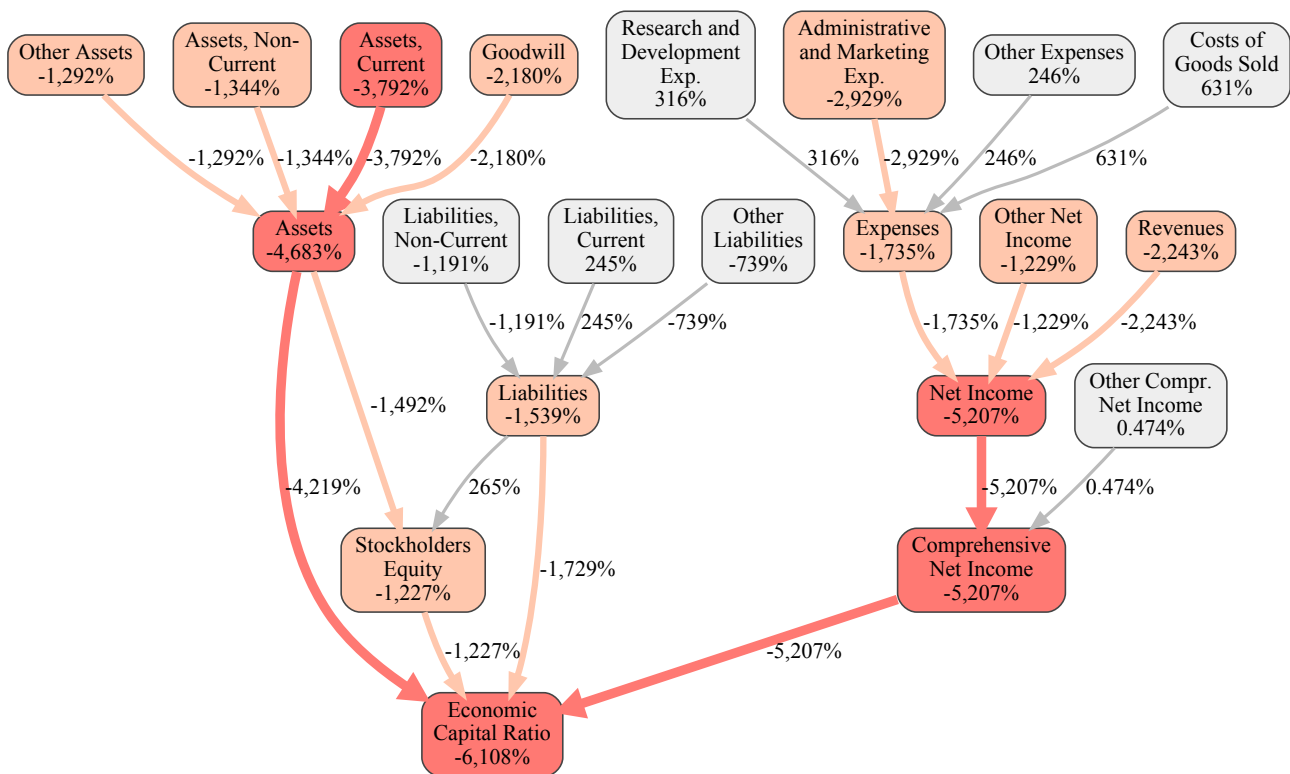 Other Assets
-1,292%
Assets, Non-
Current
-1,344%
Assets,
Current
-3,792%
Goodwill
-2,180%
Research and
Development
Exp.
316%
Administrative
and Marketing
Exp.
-2,929%
Other Expenses
246%
Costs of
Goods Sold
631%
-1,292%
-1,344%
-3,792%
-2,180%
316%
-2,929%
246%
631%
Assets
-4,683%
Liabilities,
Non-Current
-1,191%
Liabilities,
Current
245%
Other
Liabilities
-739%
Expenses
-1,735%
Other Net
Income
-1,229%
Revenues
-2,243%
-1,191%
245%
-739%
-1,735%
-1,229%
-2,243%
-1,492%
Liabilities
-1,539%
Net Income
-5,207%
Other Compr.
Net Income
0.474%
-4,219%
265%
-5,207%
0.474%
Stockholders
Equity
-1,227%
-1,729%
Comprehensive
Net Income
-5,207%
-1,227%
-5,207%
Economic
Capital Ratio
-6,108%